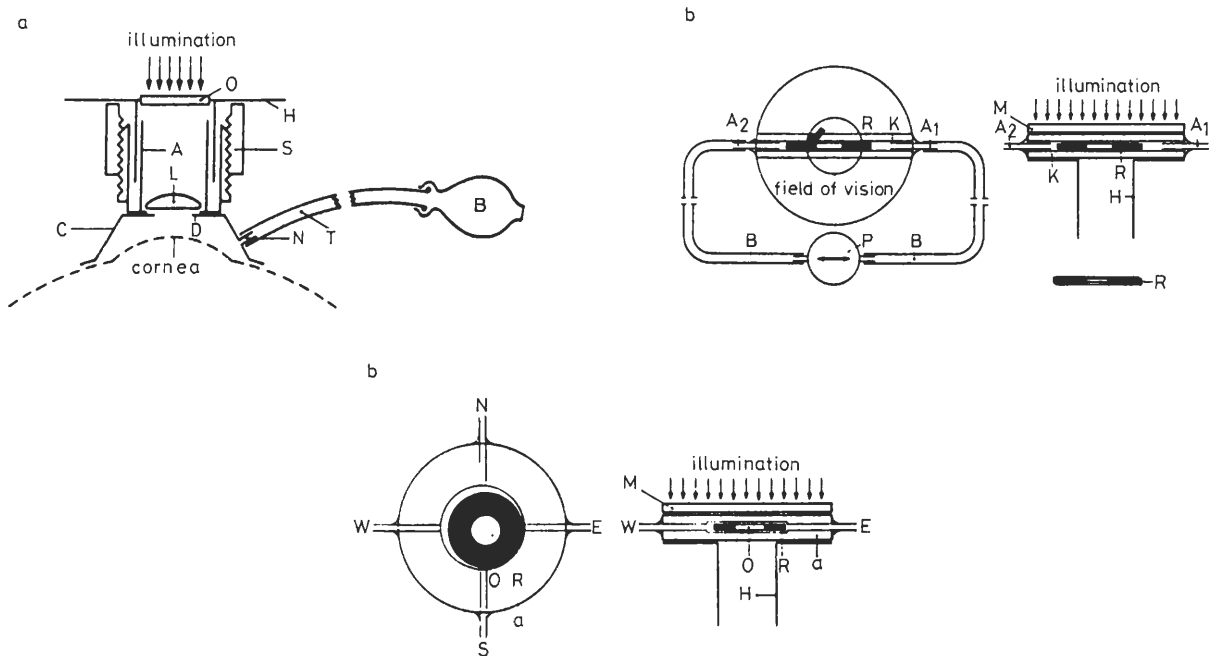 a
illumination
O
H
A
S
L
C
D
N
T
B
cornea
b
illumination
M
A2
R
K
A1
A2
A1
K
R
H
field of vision
B
P
B
R
b
N
illumination
M
W
E
W
E
O R
a
O
R
a
H
S